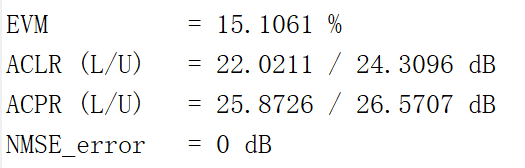 EVM = 15.1061 %
ACLR (L/U) = 22.0211 / 24.3096 dB
ACPR (L/U) = 25.8726 / 26.5707 dB
NMSE_error = 0 dB